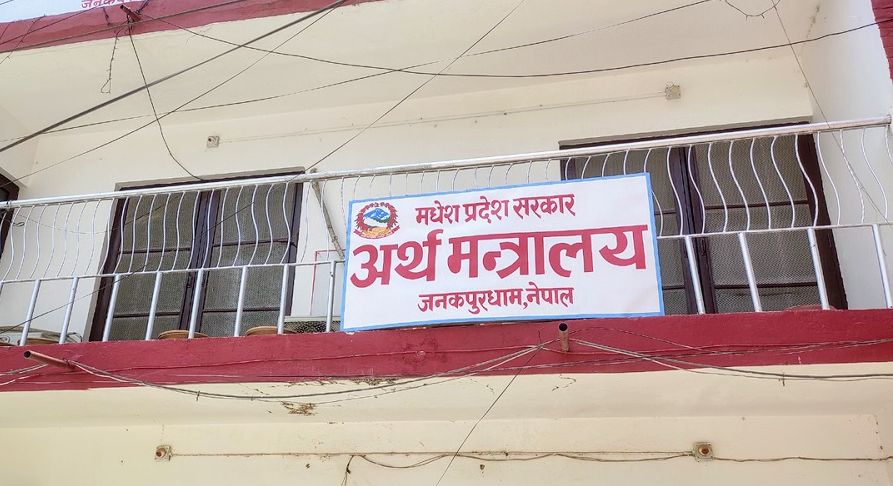 मधेश प्रदेश सरकार
अर्थ मन्त्रालय
जनकपुरधाम,नेपाल